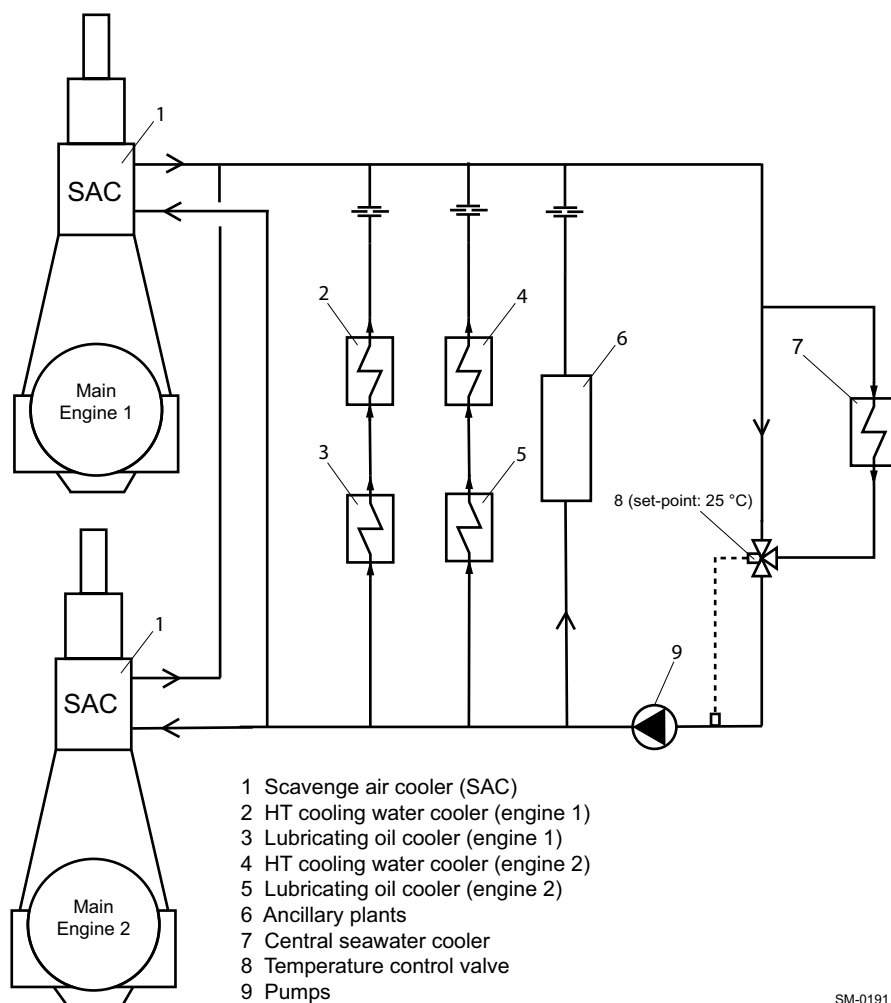 1
SAC
2
4
6
7
Main
Engine 1
3
5
8 (set-point: 25 °C)
1
9
SAC
1 Scavenge air cooler (SAC)
2 HT cooling water cooler (engine 1)
3 Lubricating oil cooler (engine 1)
4 HT cooling water cooler (engine 2)
5 Lubricating oil cooler (engine 2)
6 Ancillary plants
7 Central seawater cooler
8 Temperature control valve
9 Pumps
Main
Engine 2
SM-0191